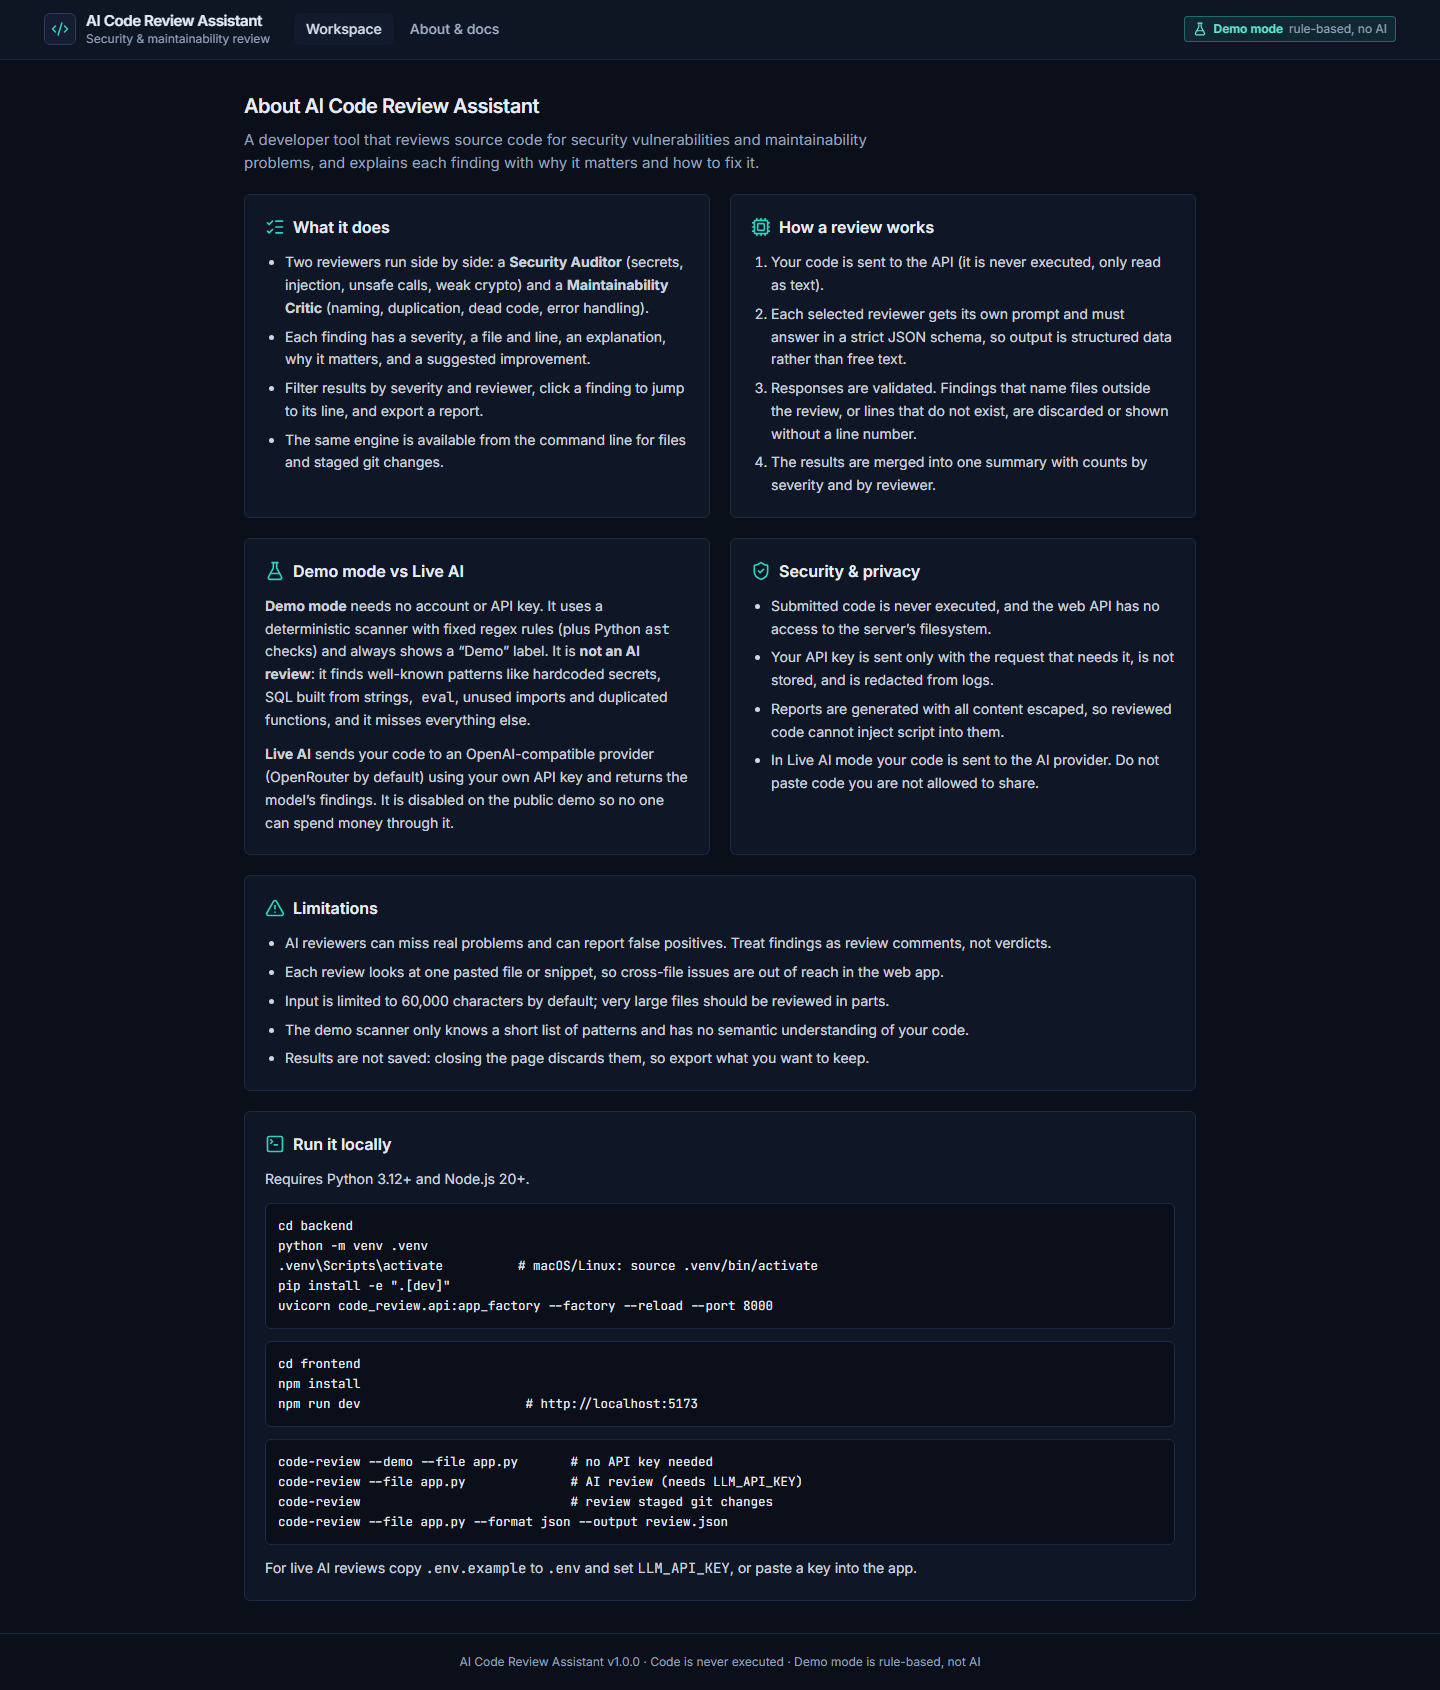 AI Code Review Assistant
Security & maintainability review
Workspace
About & docs
Demo mode rule-based, no AI
About AI Code Review Assistant
A developer tool that reviews source code for security vulnerabilities and maintainability
problems, and explains each finding with why it matters and how to fix it.
What it does
• Two reviewers run side by side: a Security Auditor (secrets,
injection, unsafe calls, weak crypto) and a Maintainability
Critic (naming, duplication, dead code, error handling).
• Each finding has a severity, a file and line, an explanation,
why it matters, and a suggested improvement.
• Filter results by severity and reviewer, click a finding to jump
to its line, and export a report.
• The same engine is available from the command line for files
and staged git changes.
How a review works
1. Your code is sent to the API (it is never executed, only read
as text).
2. Each selected reviewer gets its own prompt and must
answer in a strict JSON schema, so output is structured data
rather than free text.
3. Responses are validated. Findings that name files outside
the review, or lines that do not exist, are discarded or shown
without a line number.
4. The results are merged into one summary with counts by
severity and by reviewer.
Demo mode vs Live AI
Demo mode needs no account or API key. It uses a
deterministic scanner with fixed regex rules (plus Python ast
checks) and always shows a “Demo” label. It is not an AI
review: it finds well-known patterns like hardcoded secrets,
SQL built from strings, eval, unused imports and duplicated
functions, and it misses everything else.
Live AI sends your code to an OpenAI-compatible provider
(OpenRouter by default) using your own API key and returns the
model’s findings. It is disabled on the public demo so no one
can spend money through it.
Security & privacy
• Submitted code is never executed, and the web API has no
access to the server’s filesystem.
• Your API key is sent only with the request that needs it, is not
stored, and is redacted from logs.
• Reports are generated with all content escaped, so reviewed
code cannot inject script into them.
• In Live AI mode your code is sent to the AI provider. Do not
paste code you are not allowed to share.
Limitations
• AI reviewers can miss real problems and can report false positives. Treat findings as review comments, not verdicts.
• Each review looks at one pasted file or snippet, so cross-file issues are out of reach in the web app.
• Input is limited to 60,000 characters by default; very large files should be reviewed in parts.
• The demo scanner only knows a short list of patterns and has no semantic understanding of your code.
• Results are not saved: closing the page discards them, so export what you want to keep.
Run it locally
Requires Python 3.12+ and Node.js 20+.
cd backend
python -m venv .venv
.venv\Scripts\activate          # macOS/Linux: source .venv/bin/activate
pip install -e ".[dev]"
uvicorn code_review.api:app_factory --factory --reload --port 8000
cd frontend
npm install
npm run dev                      # http://localhost:5173
code-review --demo --file app.py       # no API key needed
code-review --file app.py              # AI review (needs LLM_API_KEY)
code-review                            # review staged git changes
code-review --file app.py --format json --output review.json
For live AI reviews copy .env.example to .env and set LLM_API_KEY, or paste a key into the app.
AI Code Review Assistant v1.0.0 · Code is never executed · Demo mode is rule-based, not AI